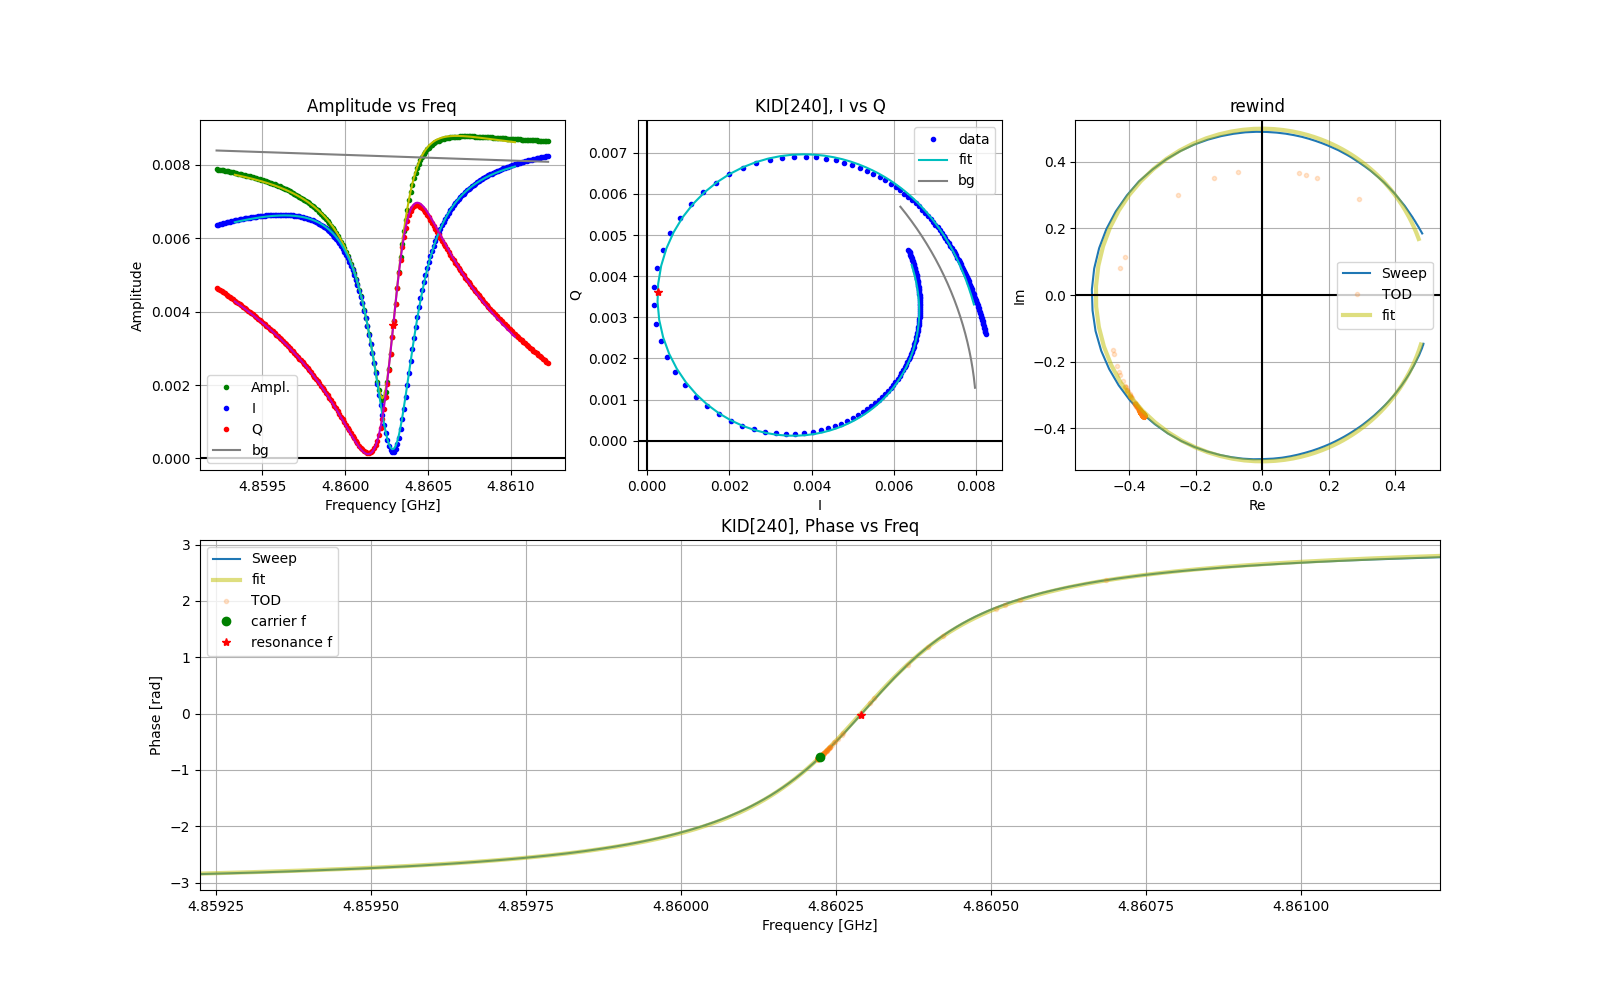 Amplitude vs Freq
Amplitude
0.008
0.006
0.004
0.002
0.000
Ampl.
I
Q
bg
4.8595 4.8600 4.8605 4.8610
Frequency [GHz]
KID[240], I vs Q
Q
0.007
0.006
0.005
0.004
0.003
0.002
0.001
0.000
data
fit
bg
0.000 0.002 0.004 0.006 0.008
I
rewind
Im
0.4
0.2
0.0
−0.2
−0.4
Sweep
TOD
fit
−0.4 −0.2 0.0 0.2 0.4
Re
KID[240], Phase vs Freq
Phase [rad]
3
2
1
0
−1
−2
−3
Sweep
fit
TOD
carrier f
resonance f
4.85925 4.85950 4.85975 4.86000 4.86025 4.86050 4.86075 4.86100
Frequency [GHz]